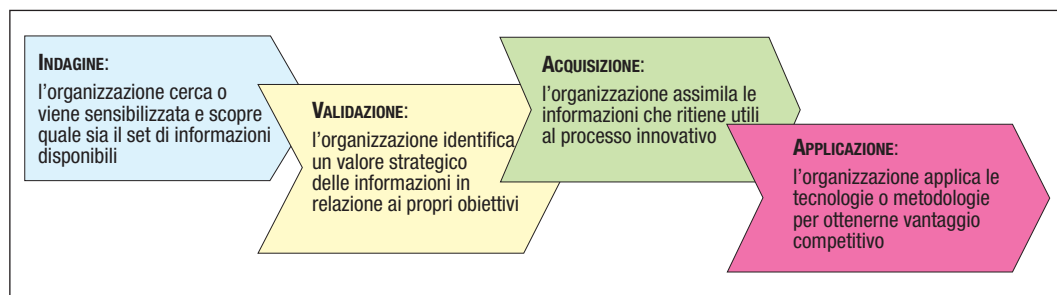 INDAGINE:
l'organizzazione cerca o
viene sensibilizzata e scopre
quale sia il set di informazioni
disponibili
VALIDAZIONE:
l'organizzazione identifica
un valore strategico
delle informazioni in
relazione ai propri obiettivi
ACQUISIZIONE:
l'organizzazione assimila le
informazioni che ritiene utili
al processo innovativo
APPLICAZIONE:
l'organizzazione applica le
tecnologie o metodologie
per ottenerne vantaggio
competitivo